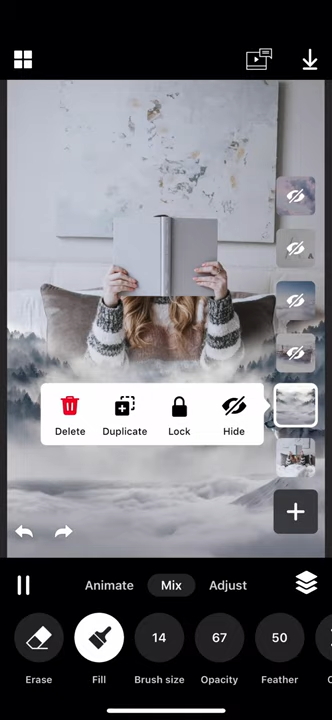 A
Delete Duplicate Lock Hide
Animate Mix Adjust
14 67 50
Erase Fill Brush size Opacity Feather